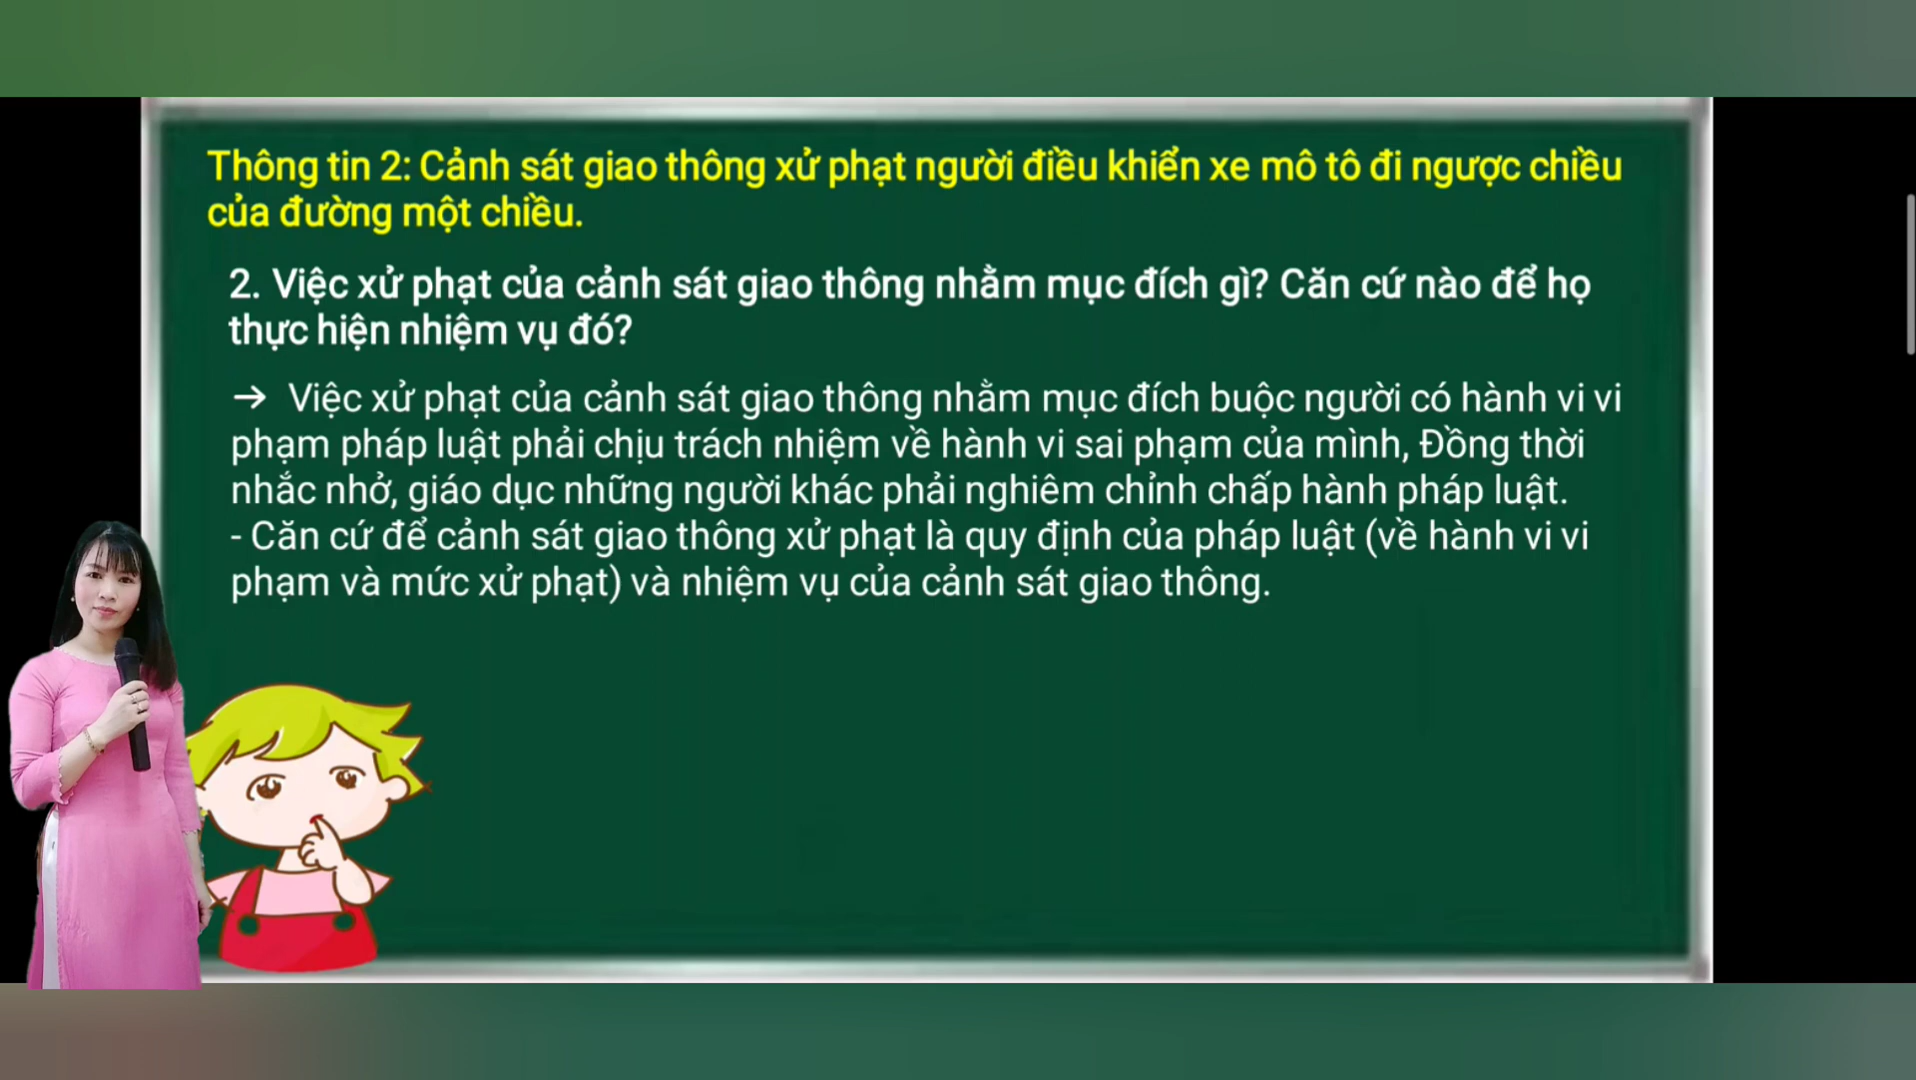 Thông tin 2: Cảnh sát giao thông xử phạt người điều khiển xe mô tô đi ngược chiều
của đường một chiều.
2. Việc xử phạt của cảnh sát giao thông nhằm mục đích gì? Căn cứ nào để họ
thực hiện nhiệm vụ đó?
→ Việc xử phạt của cảnh sát giao thông nhằm mục đích buộc người có hành vi vi
phạm pháp luật phải chịu trách nhiệm về hành vi sai phạm của mình, Đồng thời
nhắc nhở, giáo dục những người khác phải nghiêm chỉnh chấp hành pháp luật.
- Căn cứ để cảnh sát giao thông xử phạt là quy định của pháp luật (về hành vi vi
phạm và mức xử phạt) và nhiệm vụ của cảnh sát giao thông.